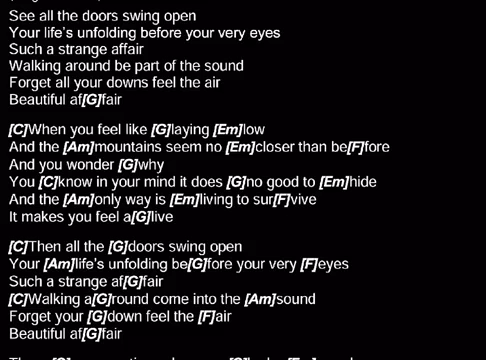 See all the doors swing open
Your life's unfolding before your very eyes
Such a strange affair
Walking around be part of the sound
Forget all your downs feel the air
Beautiful af[G]fair
[C]When you feel like [G]laying [Em]low
And the [Am]mountains seem no [Em]closer than be[F]fore
And you wonder [G]why
You [C]know in your mind it does [G]no good to [Em]hide
And the [Am]only way is [Em]living to sur[F]vive
It makes you feel a[G]live
[C]Then all the [G]doors swing open
Your [Am]life's unfolding be[G]fore your very [F]eyes
Such a strange af[G]fair
[C]Walking a[G]round come into the [Am]sound
Forget your [G]down feel the [F]air
Beautiful af[G]fair